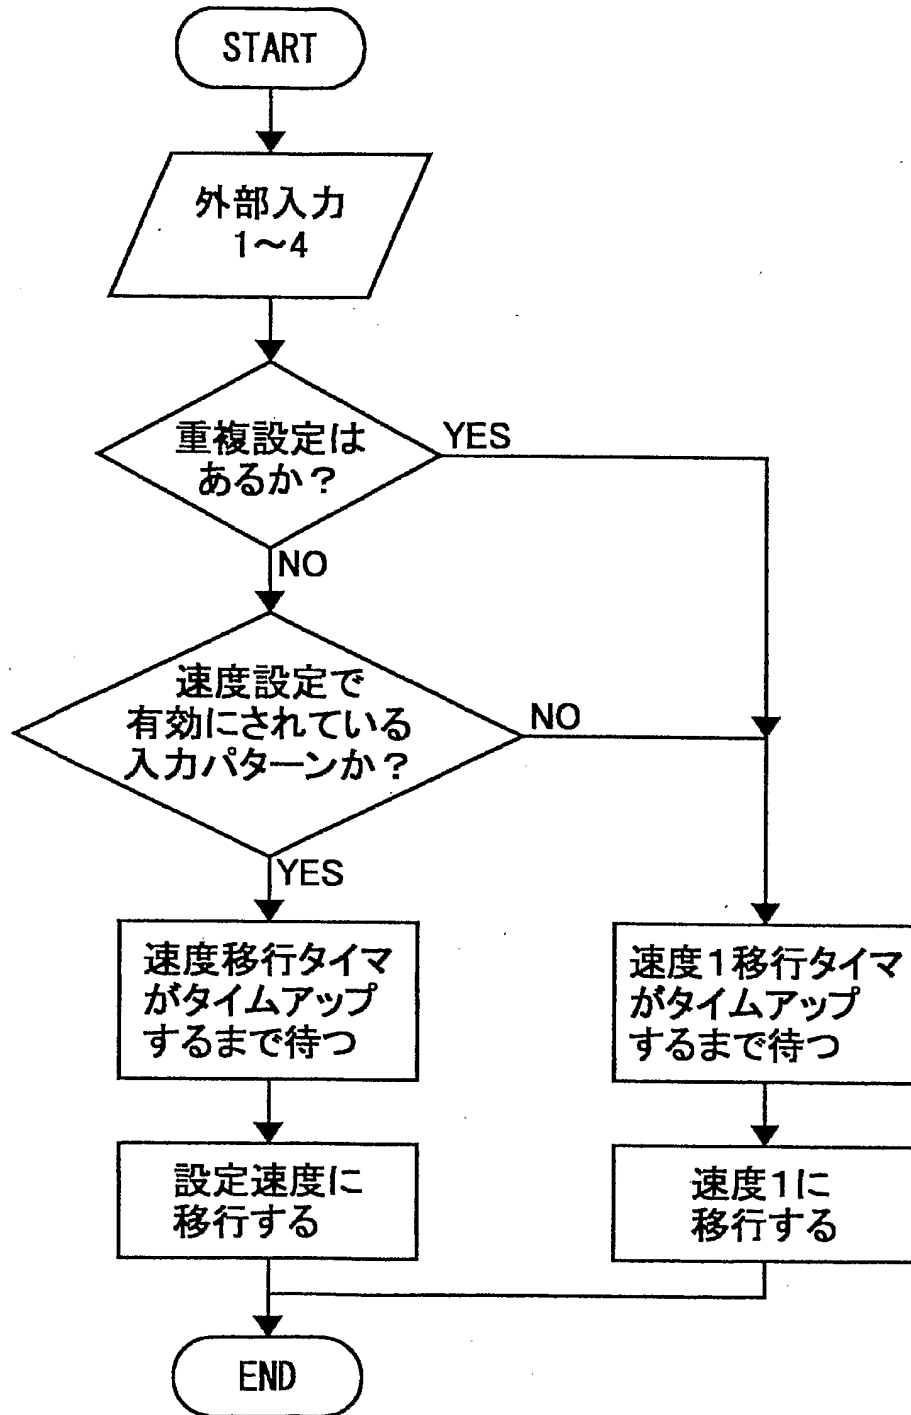 START
外部入力
1～4
重複設定は
あるか？
YES
NO
速度設定で
有効にされている
入力パターンか？
NO
YES
速度移行タイマ
がタイムアップ
するまで待つ
速度1移行タイマ
がタイムアップ
するまで待つ
設定速度に
移行する
速度1に
移行する
END